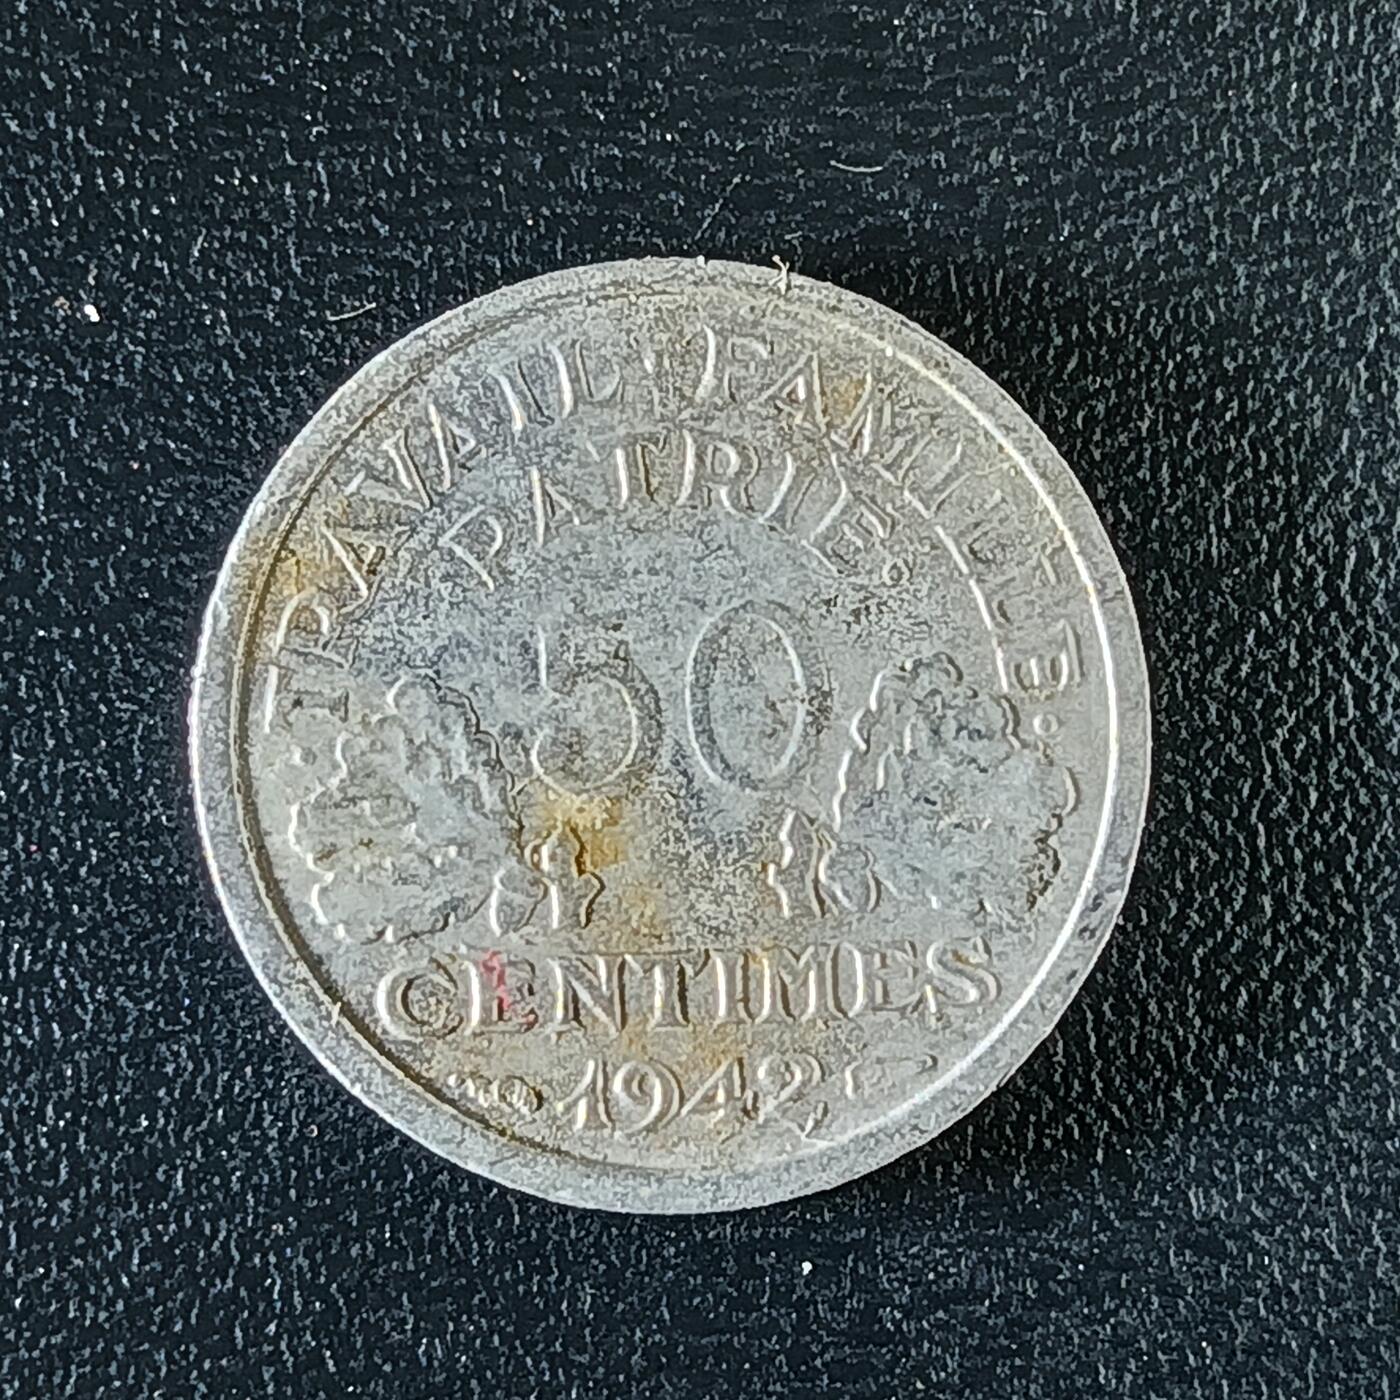 TRAVAIL·FAMILLE·
PATRIE·
50
CENTIMES
1942